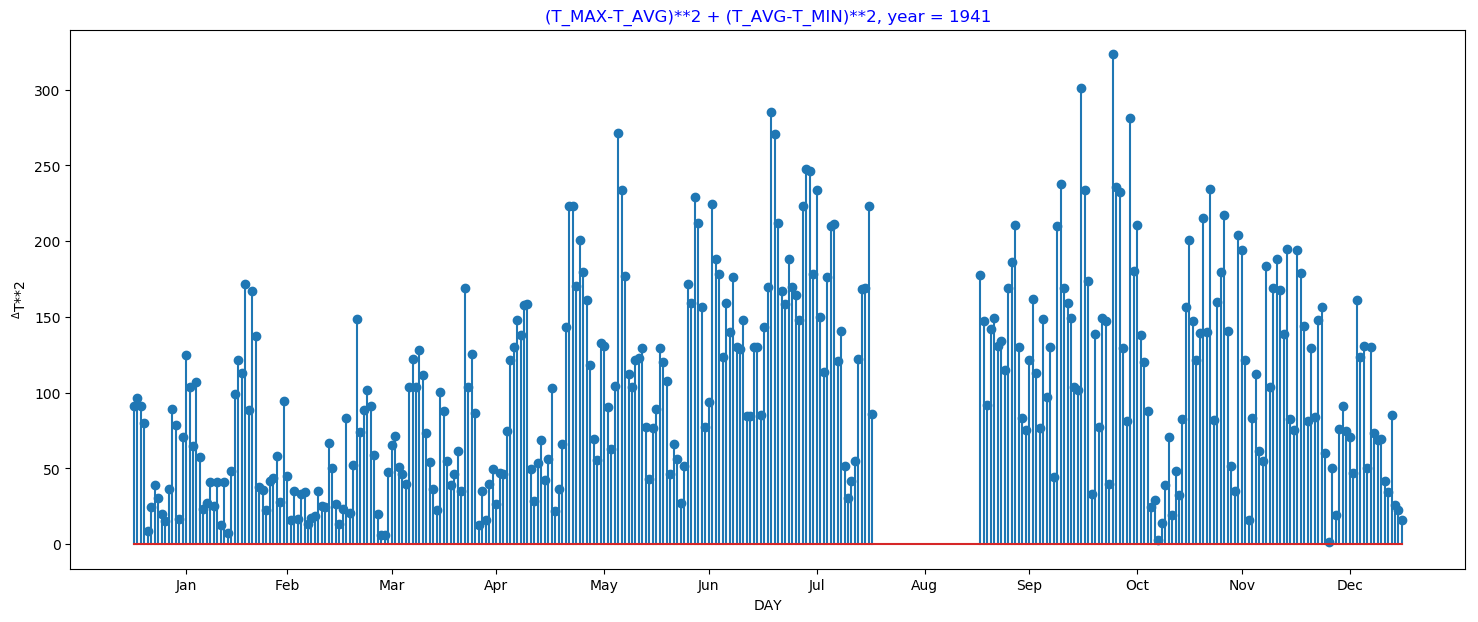 (T_MAX-T_AVG)**2 + (T_AVG-T_MIN)**2, year = 1941
300
250
200
150
100
50
0
ΔT**2
Jan Feb Mar Apr May Jun Jul Aug Sep Oct Nov Dec
DAY